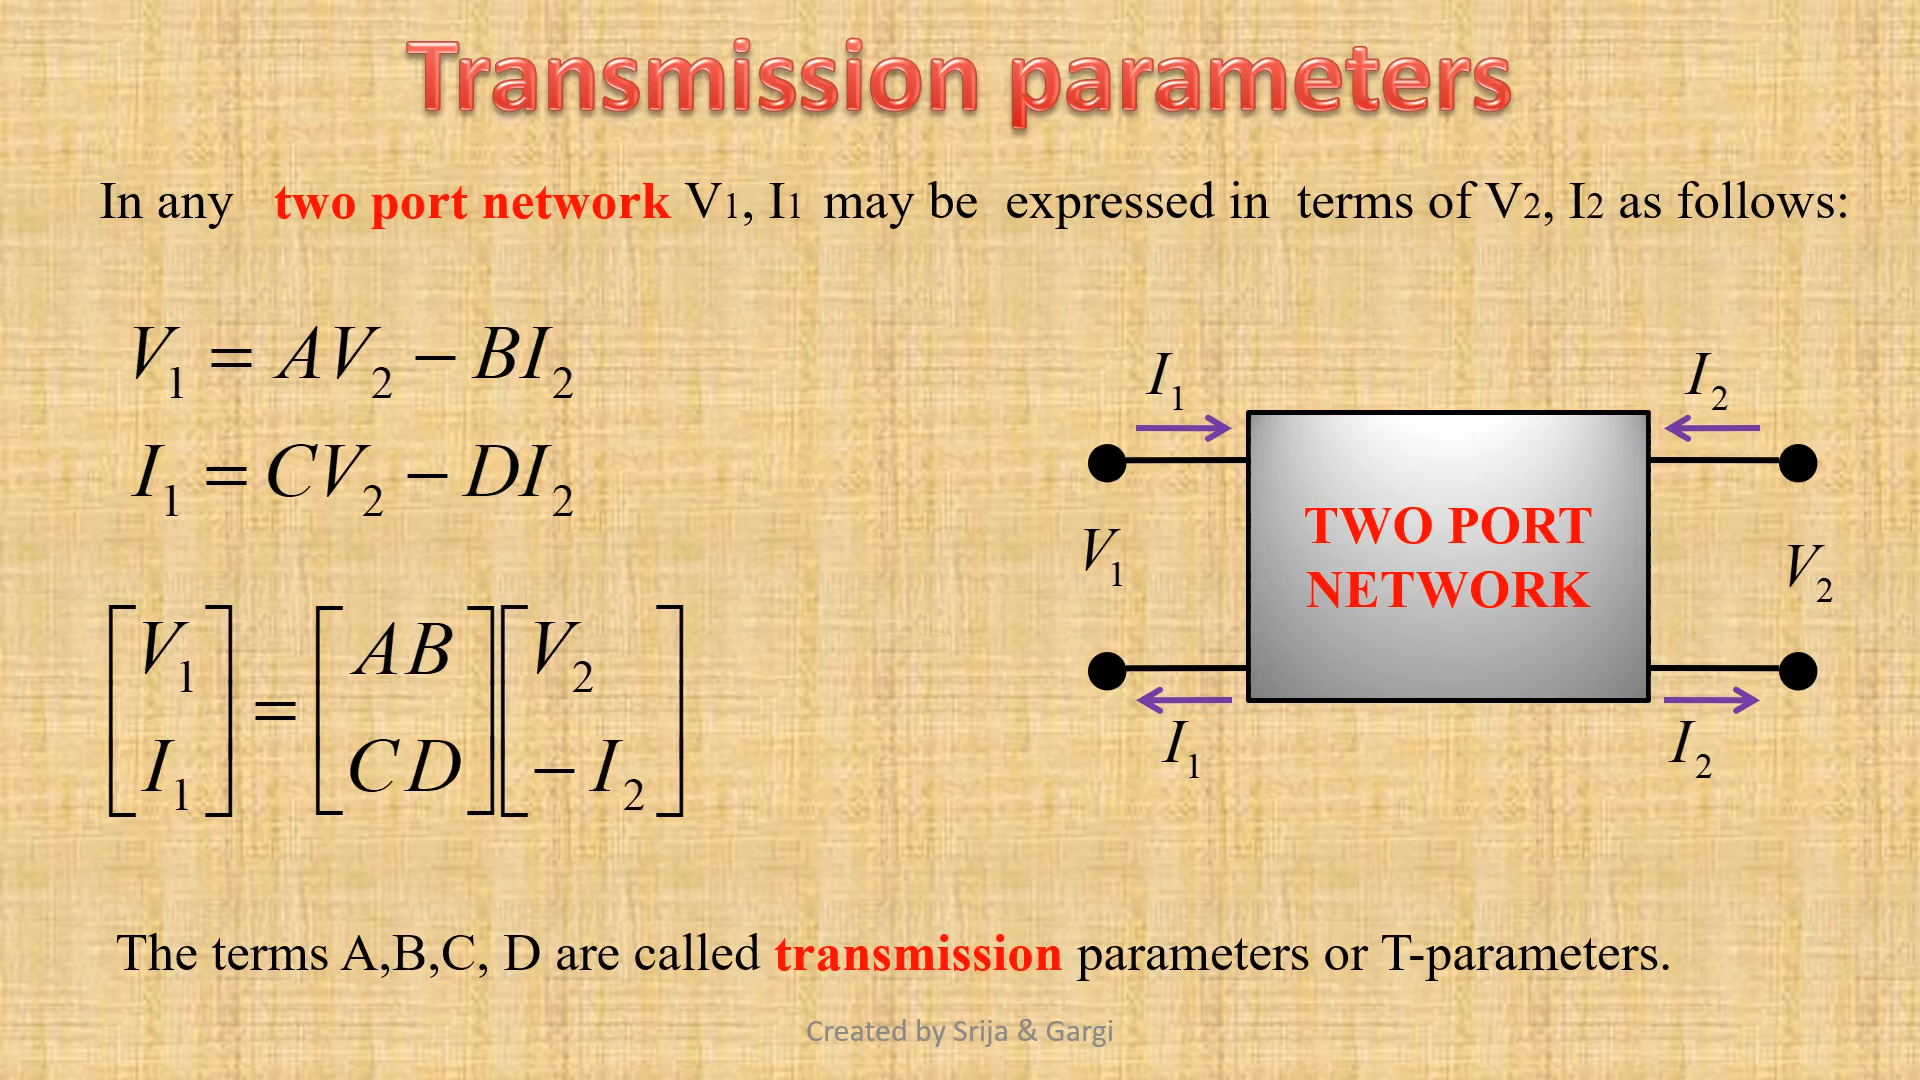 Transmission parameters
In any two port network V1, I1 may be expressed in terms of V2, I2 as follows:
V₁ = AV₂ − BI₂
I₁ = CV₂ − DI₂
[V₁] = [A B] [V₂]
[I₁] [C D] [− I₂]
I₁ I₂
TWO PORT
NETWORK
V₁ V₂
I₁ I₂
The terms A,B,C, D are called transmission parameters or T-parameters.
Created by Srija & Gargi